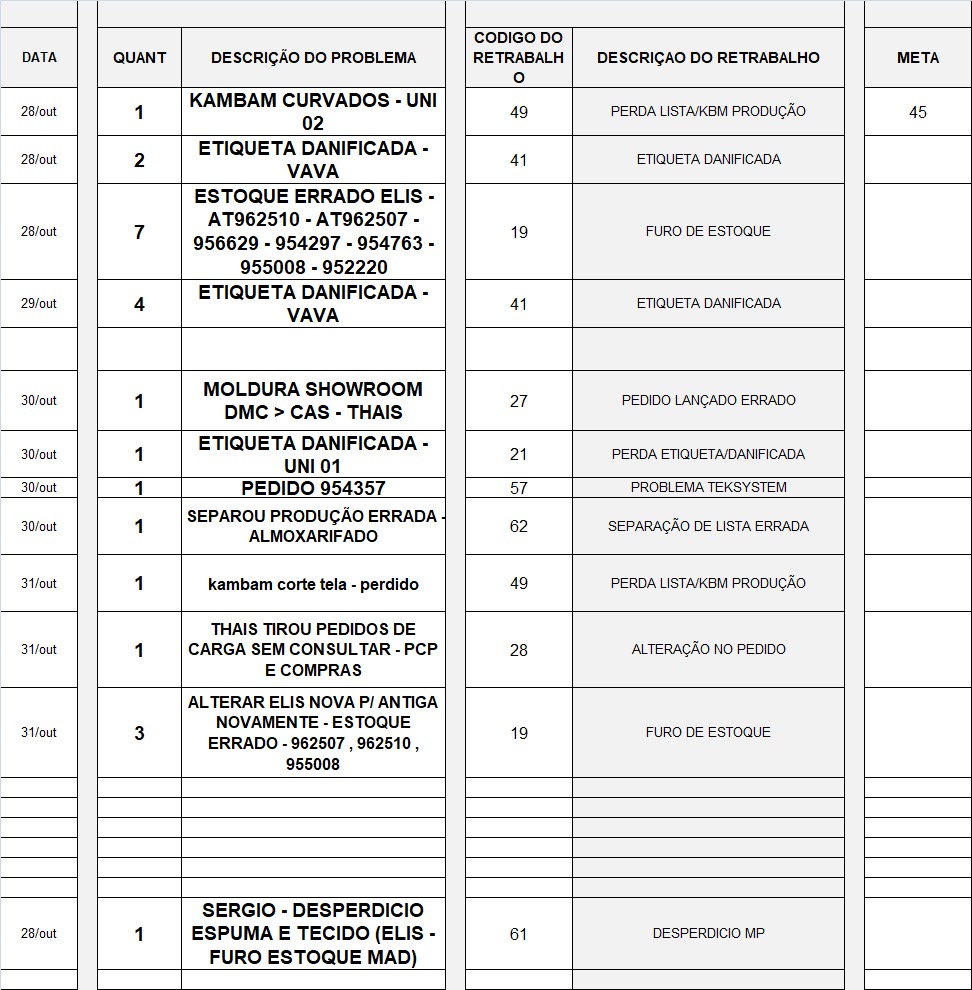 DATA QUANT DESCRIÇÃO DO PROBLEMA CODIGO DO RETRABALHO DESCRIÇAO DO RETRABALHO META
28/out 1 KAMBAM CURVADOS - UNI 02 49 PERDA LISTA/KBM PRODUÇÃO 45
28/out 2 ETIQUETA DANIFICADA - VAVA 41 ETIQUETA DANIFICADA
28/out 7 ESTOQUE ERRADO ELIS - AT962510 - AT962507 - 956629 - 954297 - 954763 - 955008 - 952220 19 FURO DE ESTOQUE
29/out 4 ETIQUETA DANIFICADA - VAVA 41 ETIQUETA DANIFICADA
30/out 1 MOLDURA SHOWROOM DMC > CAS - THAIS 27 PEDIDO LANÇADO ERRADO
30/out 1 ETIQUETA DANIFICADA - UNI 01 21 PERDA ETIQUETA/DANIFICADA
30/out 1 PEDIDO 954357 57 PROBLEMA TEKSYSTEM
30/out 1 SEPAROU PRODUÇÃO ERRADA - ALMOXARIFADO 62 SEPARAÇÃO DE LISTA ERRADA
31/out 1 kambam corte tela - perdido 49 PERDA LISTA/KBM PRODUÇÃO
31/out 1 THAIS TIROU PEDIDOS DE CARGA SEM CONSULTAR - PCP E COMPRAS 28 ALTERAÇÃO NO PEDIDO
31/out 3 ALTERAR ELIS NOVA P/ ANTIGA NOVAMENTE - ESTOQUE ERRADO - 962507 , 962510 , 955008 19 FURO DE ESTOQUE
28/out 1 SERGIO - DESPERDICIO ESPUMA E TECIDO (ELIS - FURO ESTOQUE MAD) 61 DESPERDICIO MP